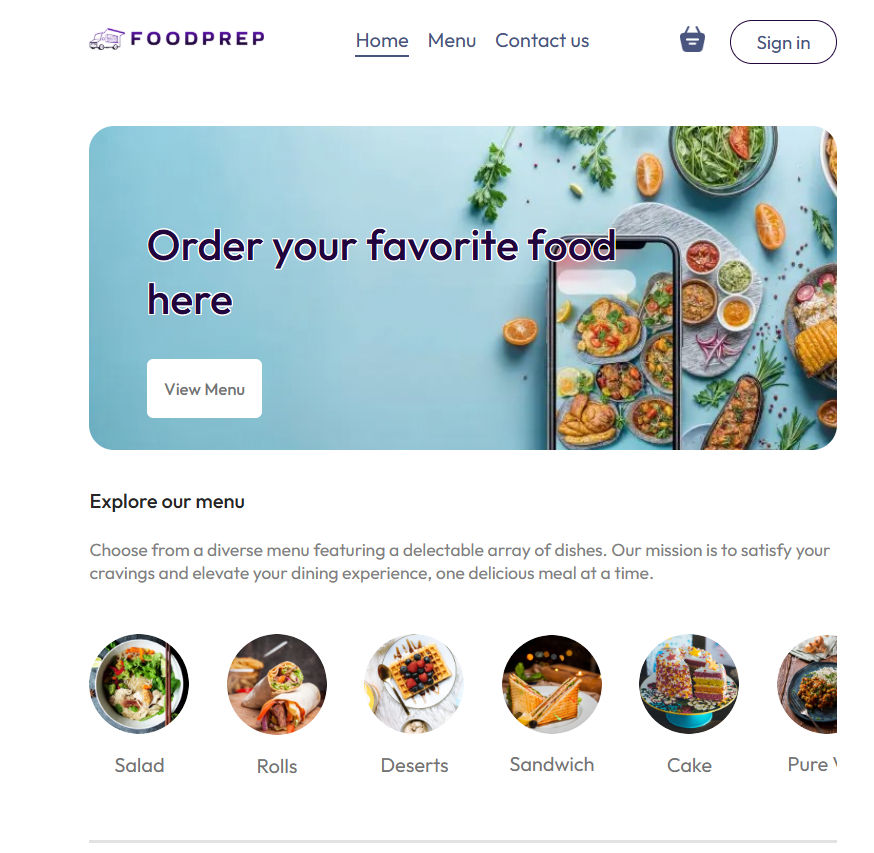 FOODPREP
Home Menu Contact us
Sign in
Order your favorite food
here
View Menu
Explore our menu
Choose from a diverse menu featuring a delectable array of dishes. Our mission is to satisfy your
cravings and elevate your dining experience, one delicious meal at a time.
Salad Rolls Deserts Sandwich Cake Pure